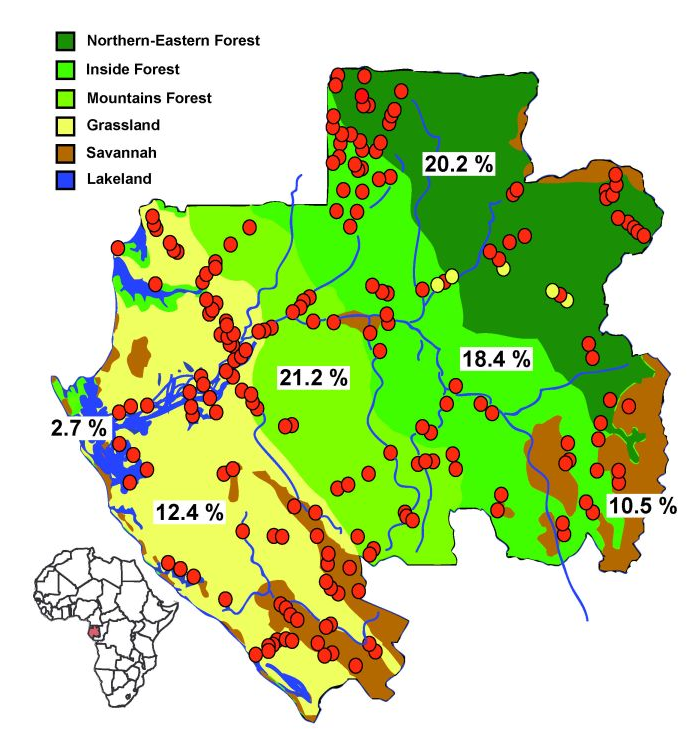 Northern-Eastern Forest
Inside Forest
Mountains Forest
Grassland
Savannah
Lakeland
20.2 %
18.4 %
21.2 %
2.7 %
12.4 %
10.5 %